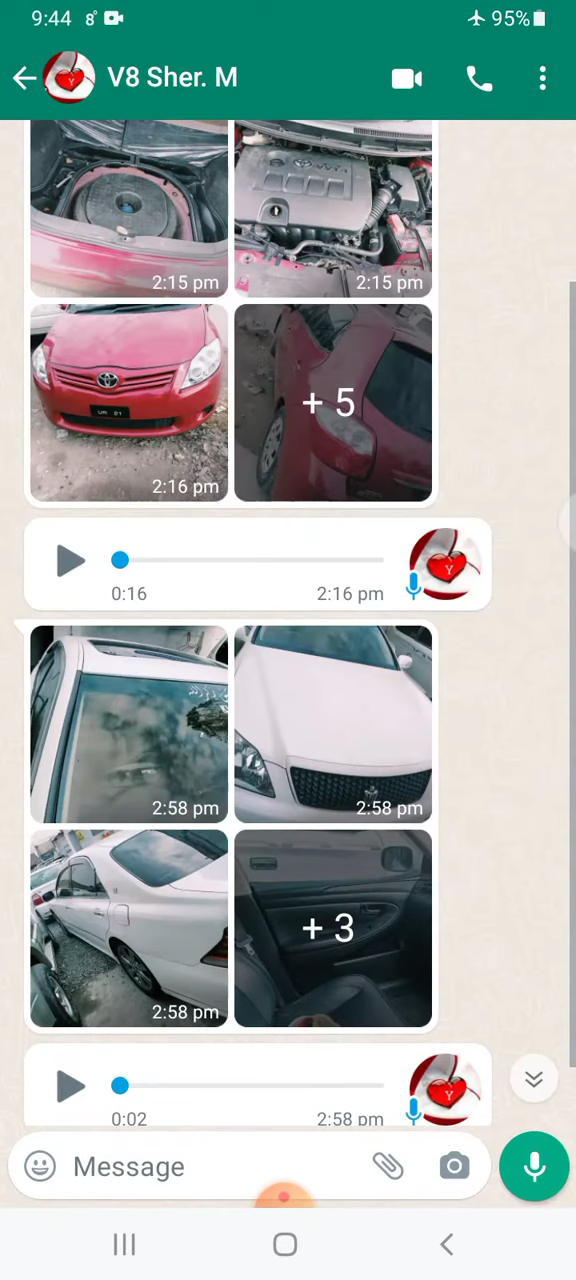 9:44 8° 95%
V8 Sher. M
2:15 pm 2:15 pm
2:16 pm + 5
0:16 2:16 pm
Y
2:58 pm 2:58 pm
2:58 pm + 3
0:02 2:58 pm
Y
Message